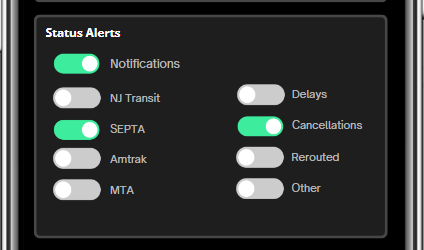 Status Alerts
Notifications
NJ Transit
Delays
SEPTA
Cancellations
Amtrak
Rerouted
MTA
Other